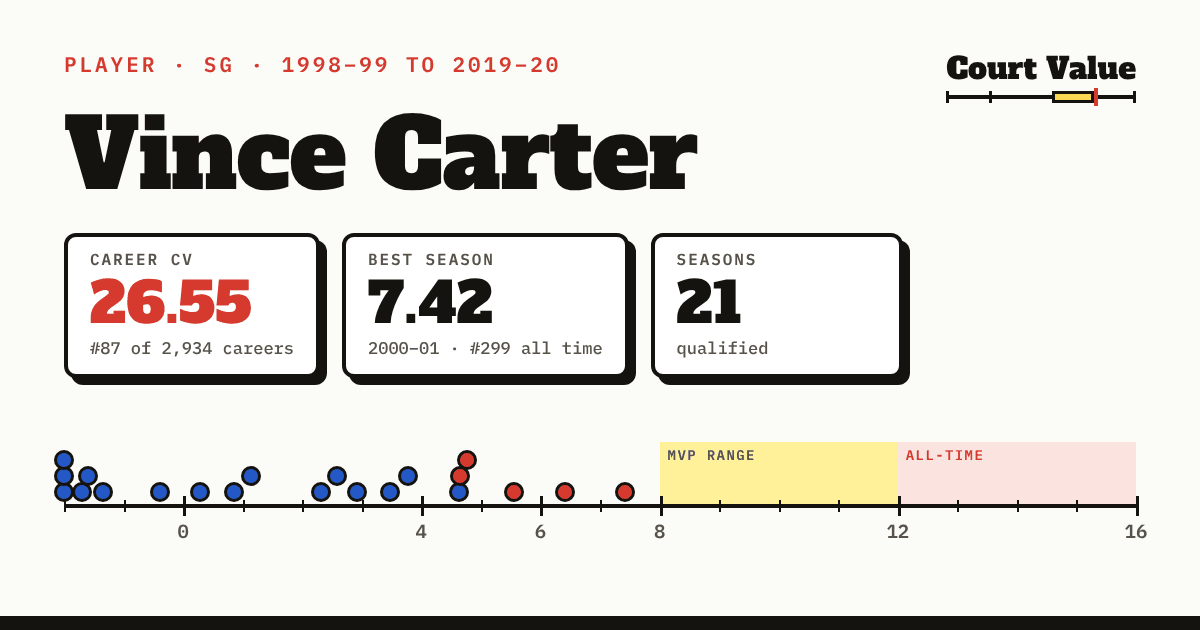 PLAYER · SG · 1998–99 TO 2019–20
Court Value
Vince Carter
CAREER CV
26.55
#87 of 2,934 careers
BEST SEASON
7.42
2000–01 · #299 all time
SEASONS
21
qualified
MVP RANGE
ALL-TIME
0 4 6 8 12 16